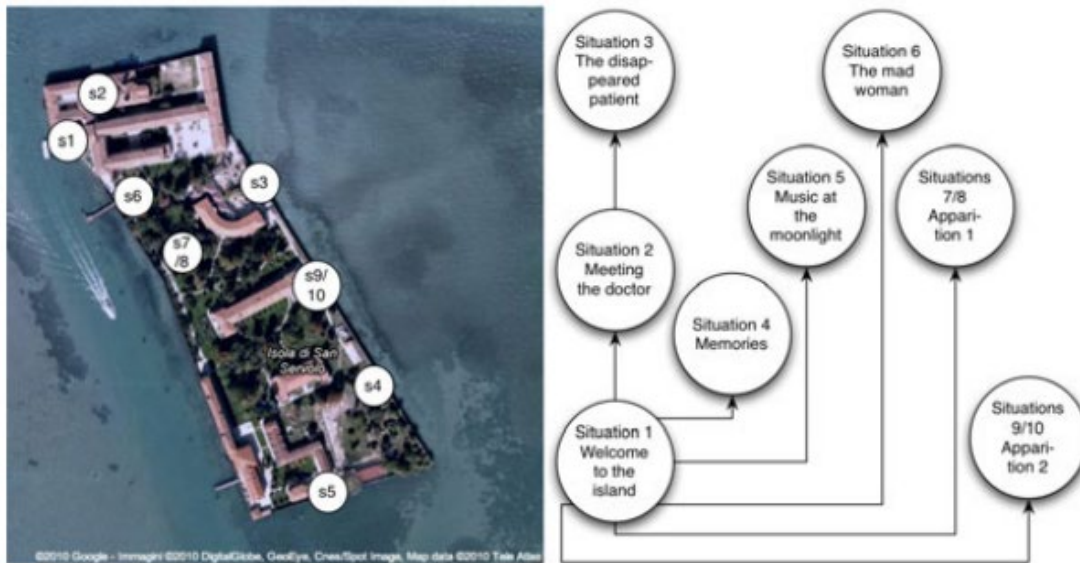 s2
s1
s3
s6
s7
/8
s9/
10
Isola di San
Servolo
s4
s5
©2010 Google - Immagini ©2010 DigitalGlobe, GeoEye, Cnes/Spot Image, Map data ©2010 Tele Atlas
Situation 3
The disap-
peared
patient
Situation 6
The mad
woman
Situation 5
Music at
the
moonlight
Situations
7/8
Appari-
tion 1
Situation 2
Meeting
the doctor
Situation 4
Memories
Situation 1
Welcome
to the
island
Situations
9/10
Appari-
tion 2